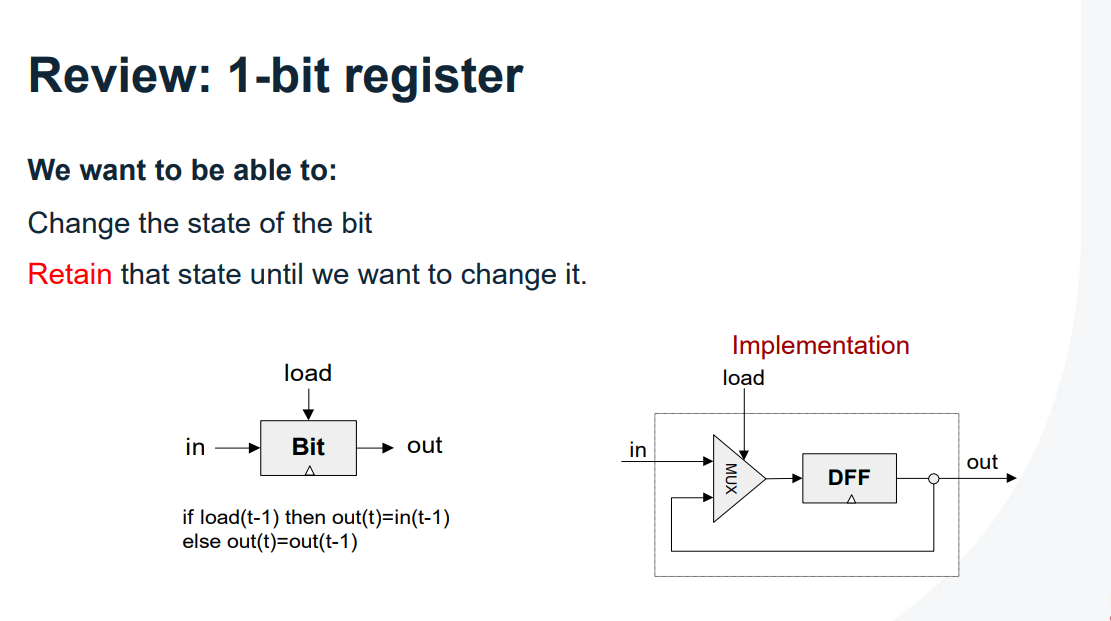 Review: 1-bit register
We want to be able to:
Change the state of the bit
Retain that state until we want to change it.
load
in
Bit
out
if load(t-1) then out(t)=in(t-1)
else out(t)=out(t-1)
Implementation
load
in
MUX
DFF
out